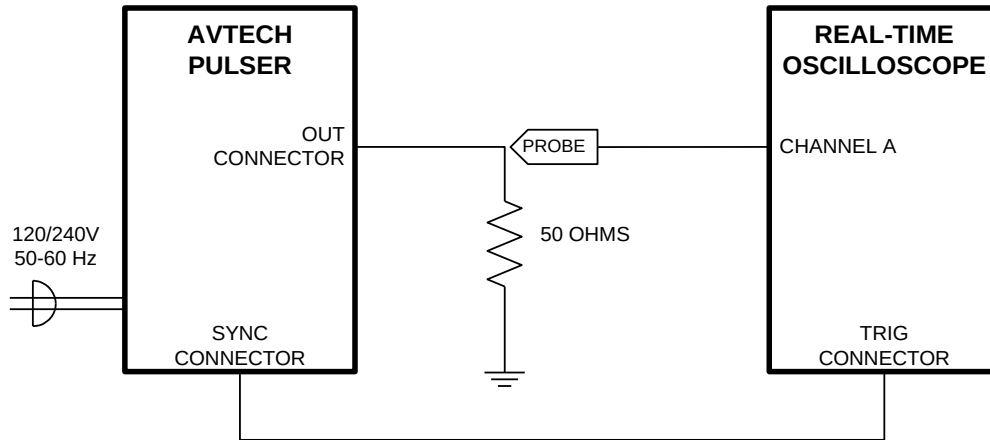 AVTECH
PULSER
REAL-TIME
OSCILLOSCOPE
OUT
CONNECTOR
PROBE
CHANNEL A
120/240V
50-60 Hz
50 OHMS
SYNC
CONNECTOR
TRIG
CONNECTOR